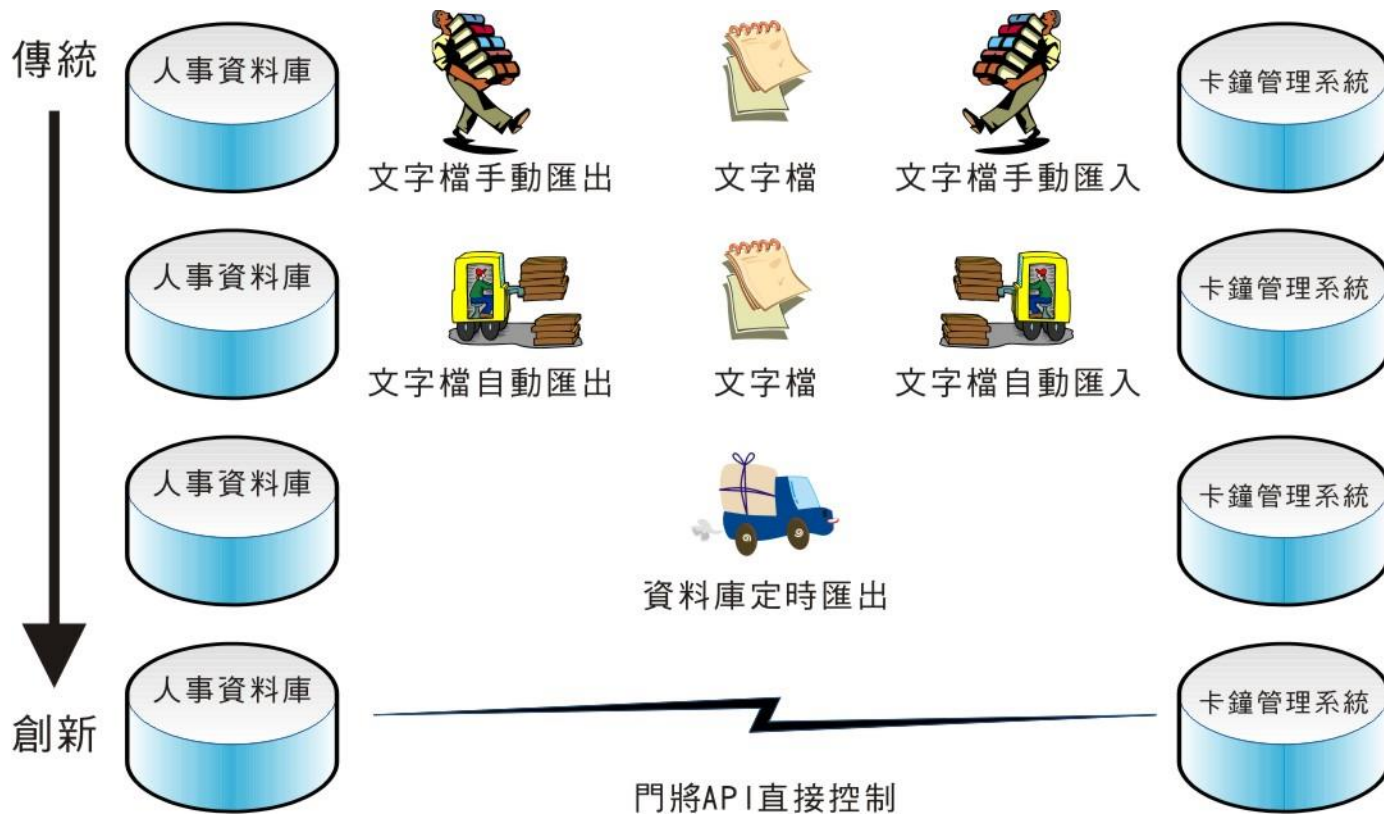 傳統
人事資料庫
卡鐘管理系統
文字檔手動匯出
文字檔
文字檔手動匯入
人事資料庫
卡鐘管理系統
文字檔自動匯出
文字檔
文字檔自動匯入
人事資料庫
卡鐘管理系統
資料庫定時匯出
人事資料庫
卡鐘管理系統
創新
門將API直接控制